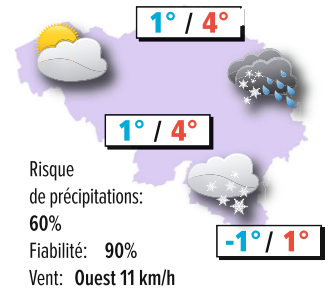 1° / 4°
1° / 4°
Risque
de précipitations:
60%
Fiabilité: 90%
-1° / 1°
Vent: Ouest 11 km/h